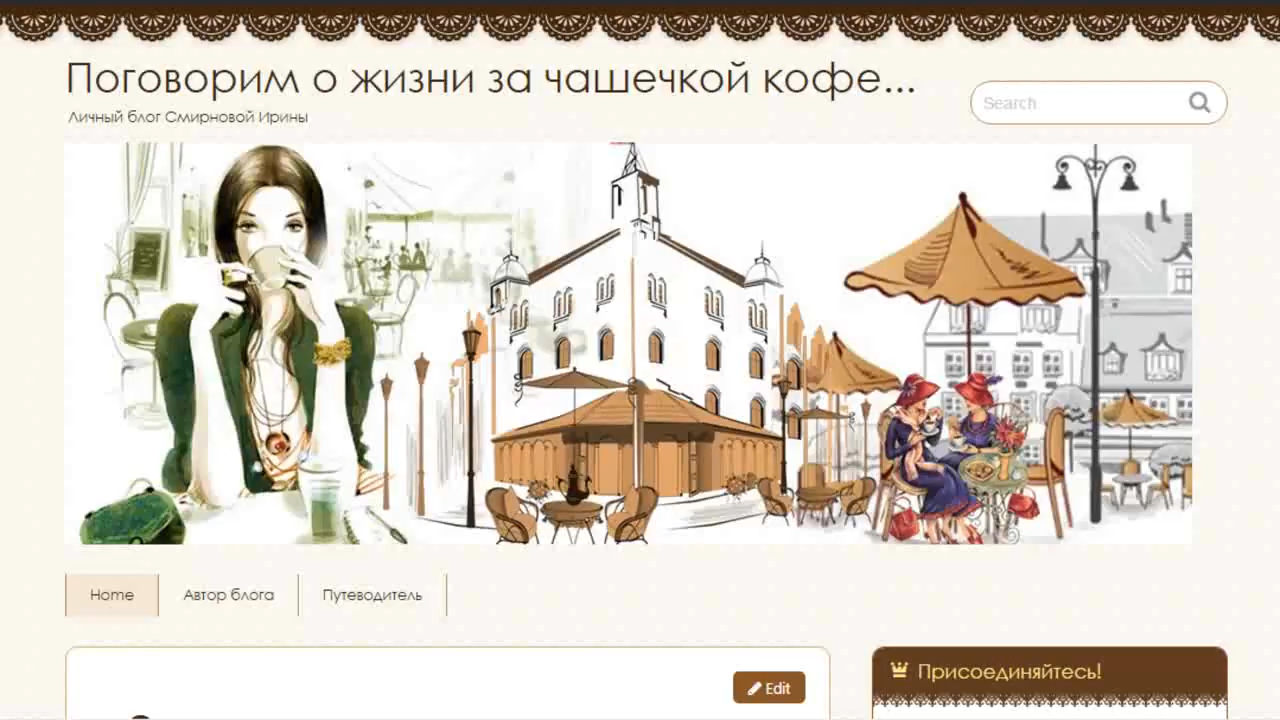 Поговорим о жизни за чашечкой кофе...
Личный блог Смирновой Ирины
Search
Home
Автор блога
Путеводитель
Edit
Присоединяйтесь!